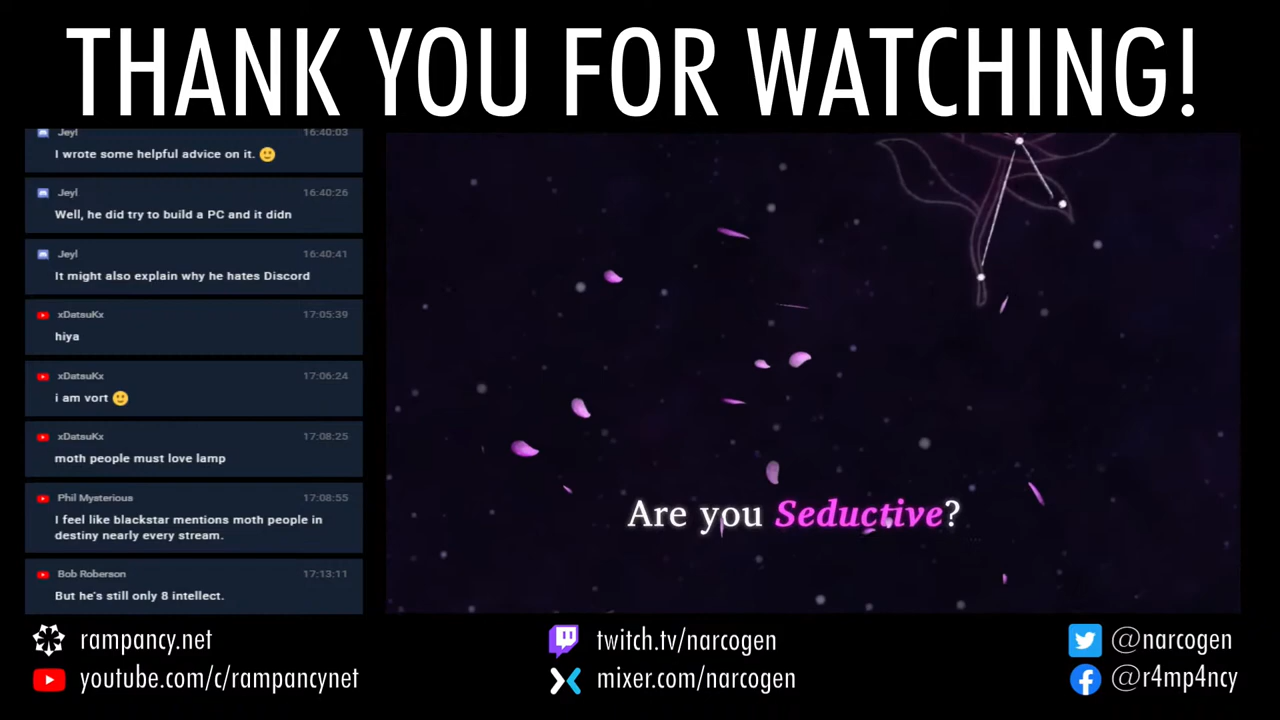 THANK YOU FOR WATCHING!
Jeyl 16:40:03
I wrote some helpful advice on it. 🙂
Jeyl 16:40:26
Well, he did try to build a PC and it didn
Jeyl 16:40:41
It might also explain why he hates Discord
xDatsuKx 17:05:39
hiya
xDatsuKx 17:06:24
i am vort 🙂
xDatsuKx 17:08:25
moth people must love lamp
Phil Mysterious 17:08:55
I feel like blackstar mentions moth people in
destiny nearly every stream.
Bob Roberson 17:13:11
But he's still only 8 intellect.
Are you Seductive?
rampancy.net
youtube.com/c/rampancynet
twitch.tv/narcogen
mixer.com/narcogen
@narcogen
@r4mp4ncy